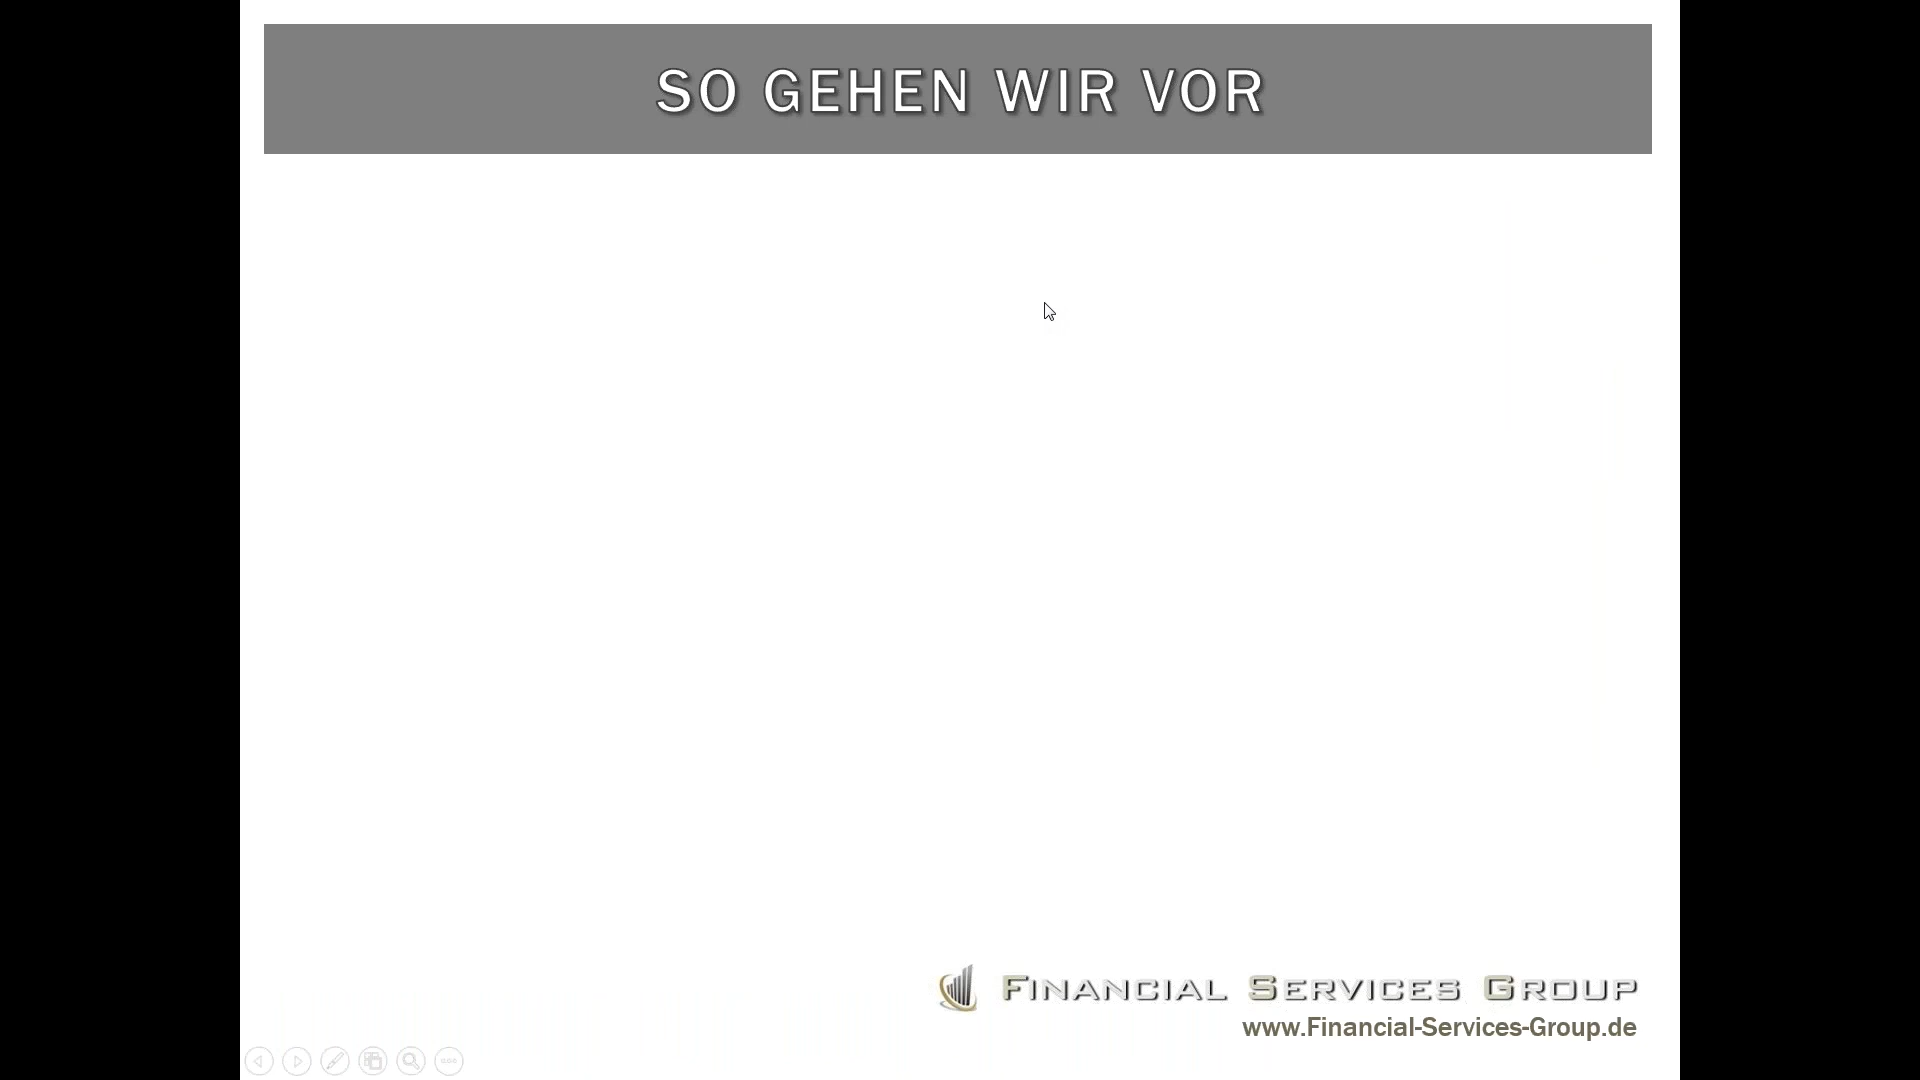 SO GEHEN WIR VOR
FINANCIAL SERVICES GROUP
www.Financial-Services-Group.de